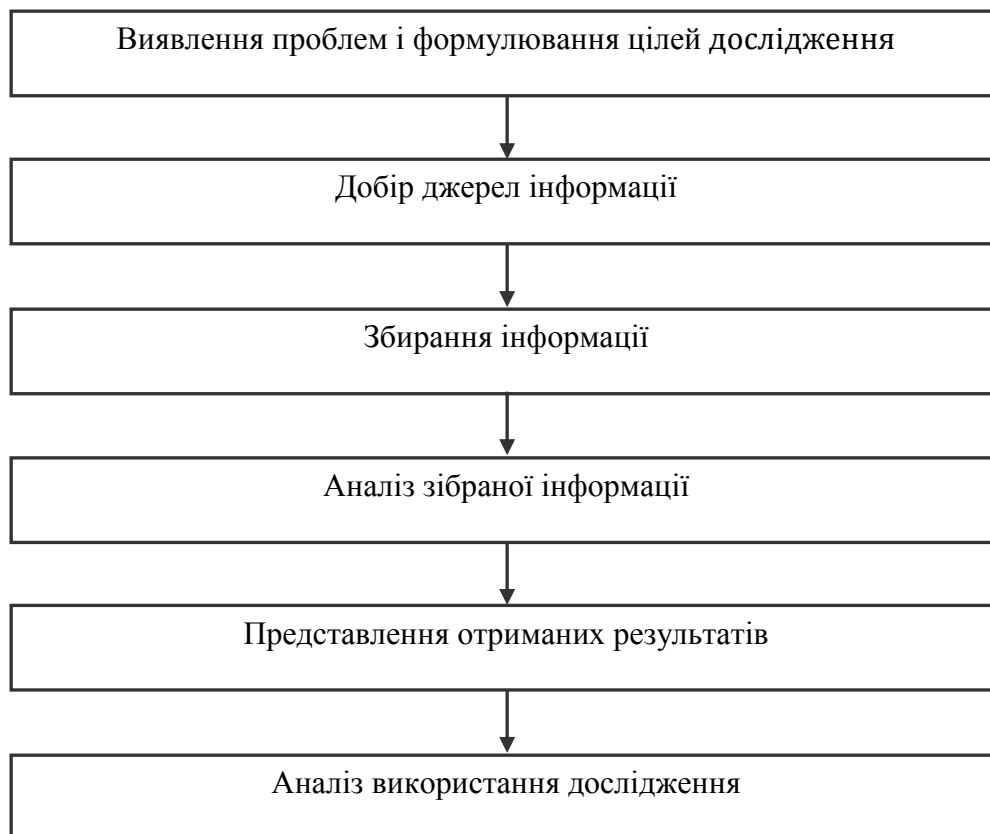 Виявлення проблем і формулювання цілей дослідження
Добір джерел інформації
Збирання інформації
Аналіз зібраної інформації
Представлення отриманих результатів
Аналіз використання дослідження